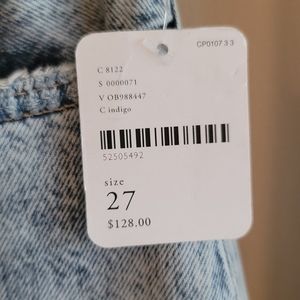 CP0107 3 3
C 8122
S 0000071
V OB988447
C indigo
52505492
size
27
$128.00